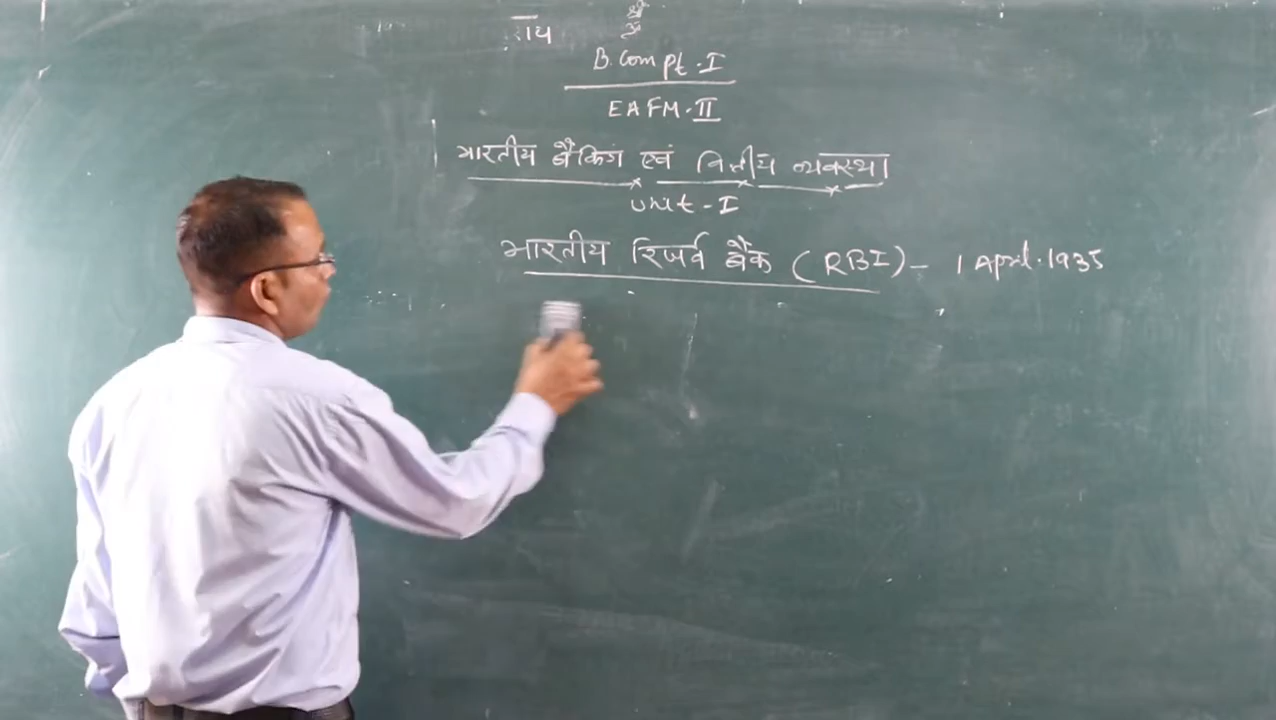 श्री
B.Com pt.I
EAFM.II
भारतीय बैंकिंग एवं वित्तीय व्यवस्था
Unit-I
भारतीय रिजर्व बैंक (RBI)- 1 April.1935